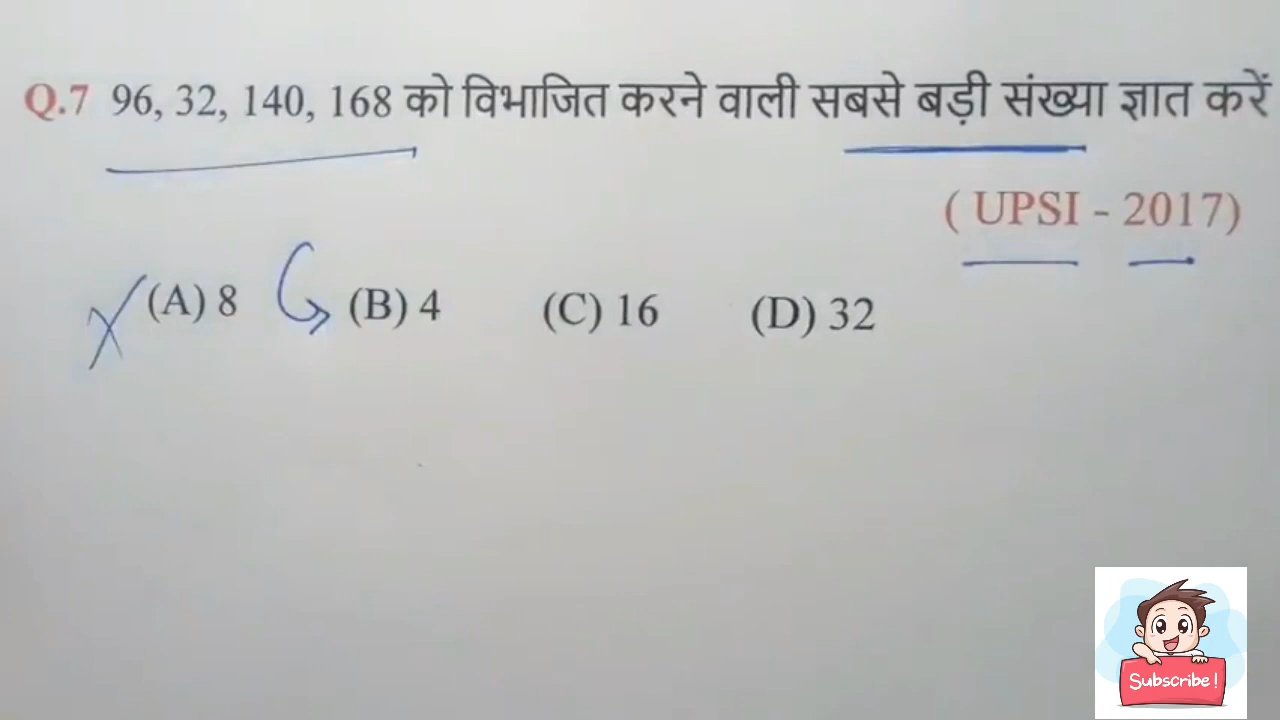 Q.7 96, 32, 140, 168 को विभाजित करने वाली सबसे बड़ी संख्या ज्ञात करें
( UPSI - 2017)
(A) 8 (B) 4 (C) 16 (D) 32
Subscribe!